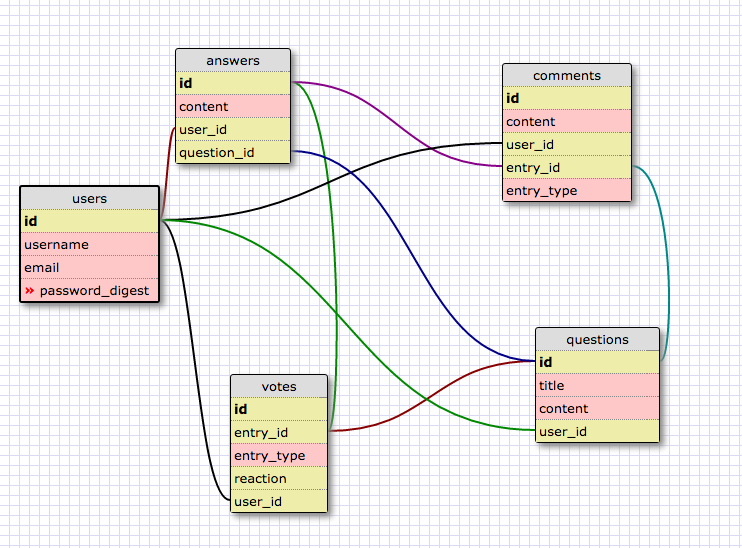 answers
id
content
user_id
question_id
comments
id
content
user_id
entry_id
entry_type
users
id
username
email
» password_digest
questions
id
title
content
user_id
votes
id
entry_id
entry_type
reaction
user_id